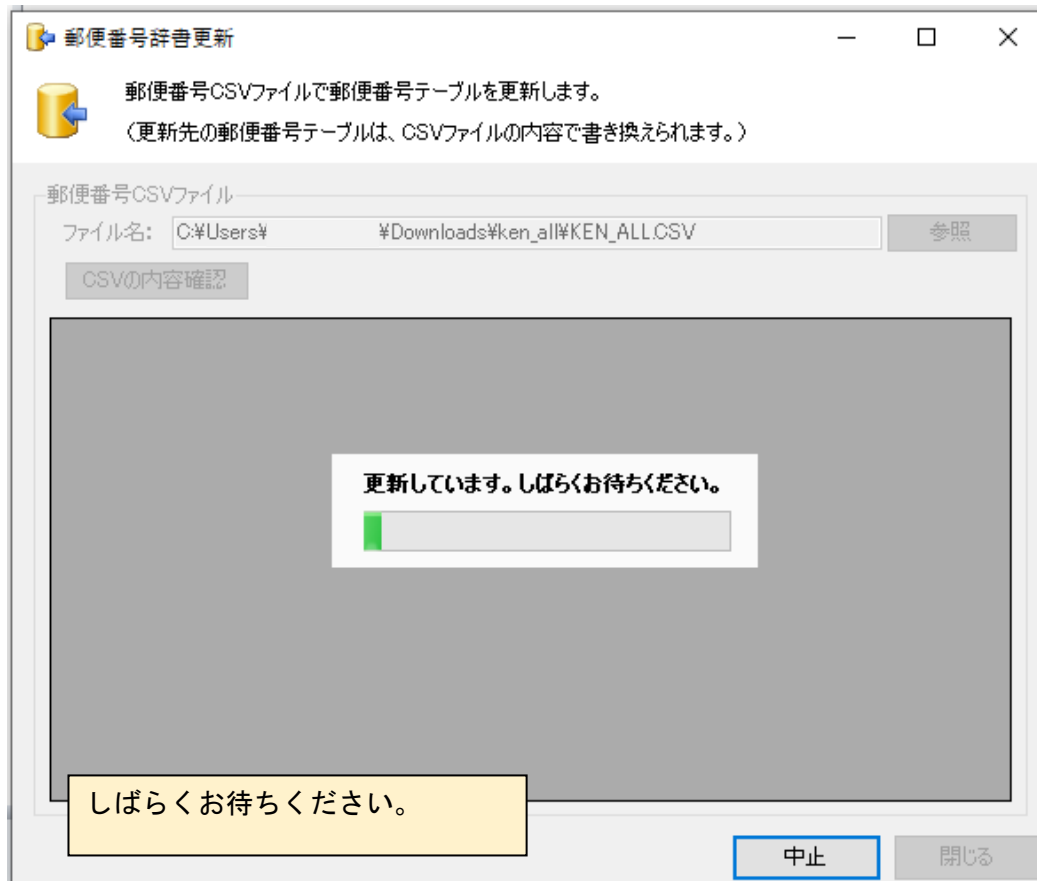 郵便番号辞書更新
郵便番号CSVファイルで郵便番号テーブルを更新します。
（更新先の郵便番号テーブルは、CSVファイルの内容で書き換えられます。）
郵便番号CSVファイル
ファイル名： C:¥Users¥ ¥Downloads¥ken_all¥KEN_ALL.CSV 参照
CSVの内容確認
更新しています。しばらくお待ちください。
しばらくお待ちください。
中止 閉じる